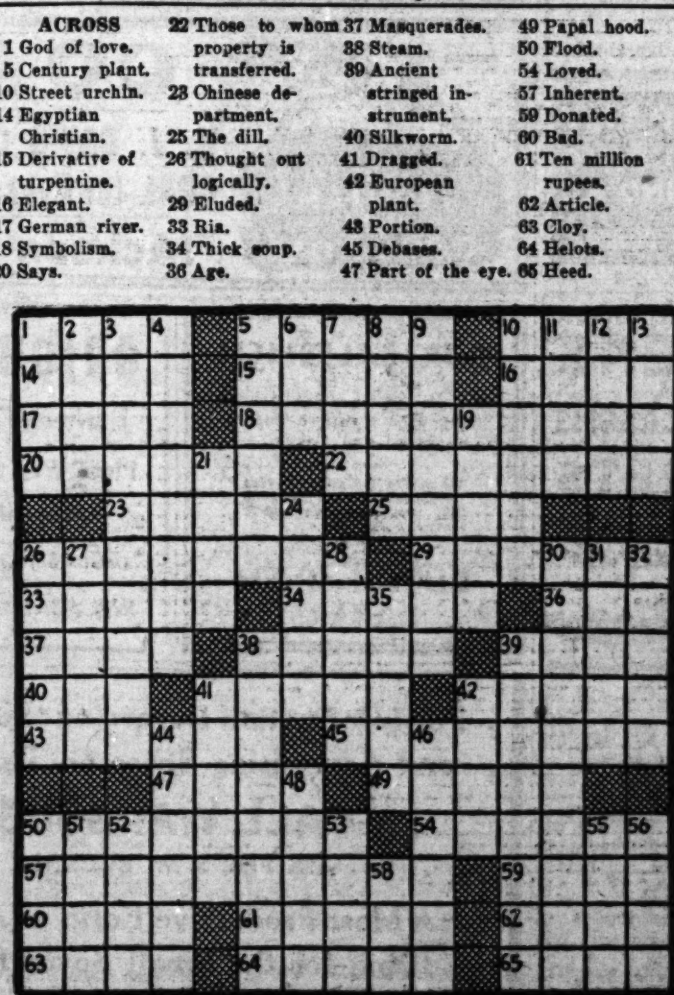 ACROSS
1 God of love.
5 Century plant.
10 Street urchin.
14 Egyptian
Christian.
15 Derivative of
turpentine.
16 Elegant.
17 German river.
18 Symbolism.
20 Says.
22 Those to whom
property is
transferred.
23 Chinese de-
partment.
25 The dill.
26 Thought out
logically.
29 Eluded.
33 Ria.
34 Thick soup.
36 Age.
37 Masquerades.
38 Steam.
39 Ancient
stringed in-
strument.
40 Silkworm.
41 Dragged.
42 European
plant.
43 Portion.
45 Debases.
47 Part of the eye.
49 Papal hood.
50 Flood.
54 Loved.
57 Inherent.
59 Donated.
60 Bad.
61 Ten million
rupees.
62 Article.
63 Cloy.
64 Helots.
65 Heed.
1 2 3 4 5 6 7 8 9 10 11 12 13
14 15 16
17 18 19
20 21 22
23 24 25
26 27 28 29 30 31 32
33 34 35 36
37 38 39
40 41 42
43 44 45 46
47 48 49
50 51 52 53 54 55 56
57 58 59
60 61 62
63 64 65